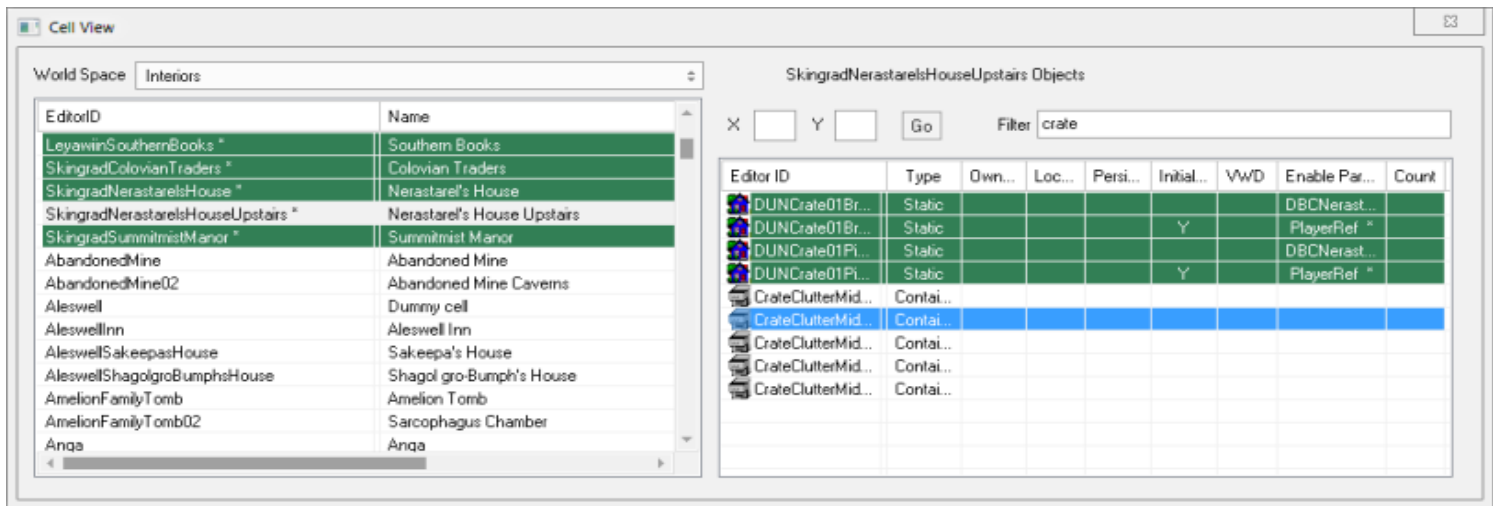 Cell View
World Space Interiors
SkingradNerastarelsHouseUpstairs Objects
X Y Go Filter crate
EditorID Name
LeyawiinSouthernBooks * Southern Books
SkingradColovianTraders * Colovian Traders
SkingradNerastarelsHouse * Nerastarel's House
SkingradNerastarelsHouseUpstairs * Nerastarel's House Upstairs
SkingradSummitmistManor * Summitmist Manor
AbandonedMine Abandoned Mine
AbandonedMine02 Abandoned Mine Caverns
Aleswell Dummy cell
AleswellInn Aleswell Inn
AleswellSakeepasHouse Sakeepa's House
AleswellShagolgroBumphsHouse Shagol gro-Bumph's House
AmelionFamilyTomb Amelion Tomb
AmelionFamilyTomb02 Sarcophagus Chamber
Anga Anga
Editor ID Type Own... Loc... Persi... Initial... VWD Enable Par... Count
DUNCrate01Br... Static DBCNerast...
DUNCrate01Br... Static Y PlayerRef *
DUNCrate01Pi... Static DBCNerast...
DUNCrate01Pi... Static Y PlayerRef *
CrateClutterMid... Contai...
CrateClutterMid... Contai...
CrateClutterMid... Contai...
CrateClutterMid... Contai...
CrateClutterMid... Contai...